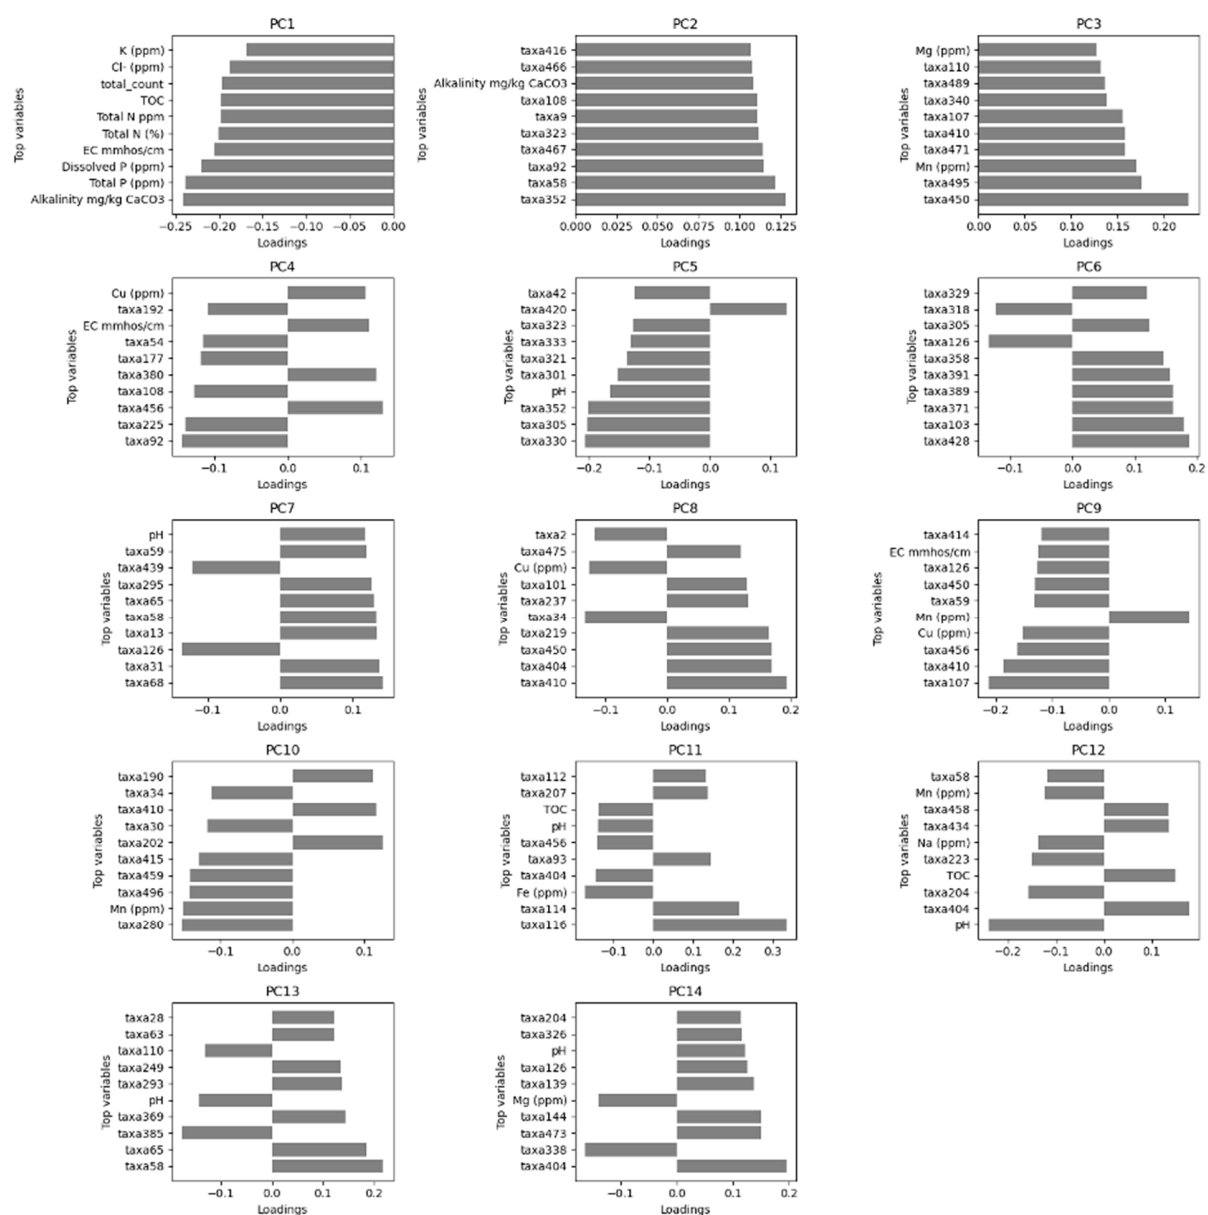 PC1
Top variables
K (ppm)
Cl- (ppm)
total_count
TOC
Total N ppm
Total N (%)
EC mmhos/cm
Dissolved P (ppm)
Total P (ppm)
Alkalinity mg/kg CaCO3
−0.25 −0.20 −0.15 −0.10 −0.05 0.00
Loadings
PC2
Top variables
taxa416
taxa466
Alkalinity mg/kg CaCO3
taxa108
taxa9
taxa323
taxa467
taxa92
taxa58
taxa352
0.000 0.025 0.050 0.075 0.100 0.125
Loadings
PC3
Top variables
Mg (ppm)
taxa110
taxa489
taxa340
taxa107
taxa410
taxa471
Mn (ppm)
taxa495
taxa450
0.00 0.05 0.10 0.15 0.20
Loadings
PC4
Top variables
Cu (ppm)
taxa192
EC mmhos/cm
taxa54
taxa177
taxa380
taxa108
taxa456
taxa225
taxa92
−0.1 0.0 0.1
Loadings
PC5
Top variables
taxa42
taxa420
taxa323
taxa333
taxa321
taxa301
pH
taxa352
taxa305
taxa330
−0.2 −0.1 0.0 0.1
Loadings
PC6
Top variables
taxa329
taxa318
taxa305
taxa126
taxa358
taxa391
taxa389
taxa371
taxa103
taxa428
−0.1 0.0 0.1 0.2
Loadings
PC7
Top variables
pH
taxa59
taxa439
taxa295
taxa65
taxa58
taxa13
taxa126
taxa31
taxa68
−0.1 0.0 0.1
Loadings
PC8
Top variables
taxa2
taxa475
Cu (ppm)
taxa101
taxa237
taxa34
taxa219
taxa450
taxa404
taxa410
−0.1 0.0 0.1 0.2
Loadings
PC9
Top variables
taxa414
EC mmhos/cm
taxa126
taxa450
taxa59
Mn (ppm)
Cu (ppm)
taxa456
taxa410
taxa107
−0.2 −0.1 0.0 0.1
Loadings
PC10
Top variables
taxa190
taxa34
taxa410
taxa30
taxa202
taxa415
taxa459
taxa496
Mn (ppm)
taxa280
−0.1 0.0 0.1
Loadings
PC11
Top variables
taxa112
taxa207
TOC
pH
taxa456
taxa93
taxa404
Fe (ppm)
taxa114
taxa116
−0.1 0.0 0.1 0.2 0.3
Loadings
PC12
Top variables
taxa58
Mn (ppm)
taxa458
taxa434
Na (ppm)
taxa223
TOC
taxa204
taxa404
pH
−0.2 −0.1 0.0 0.1
Loadings
PC13
Top variables
taxa28
taxa63
taxa110
taxa249
taxa293
pH
taxa369
taxa385
taxa65
taxa58
−0.1 0.0 0.1 0.2
Loadings
PC14
Top variables
taxa204
taxa326
pH
taxa126
taxa139
Mg (ppm)
taxa144
taxa473
taxa338
taxa404
−0.1 0.0 0.1 0.2
Loadings